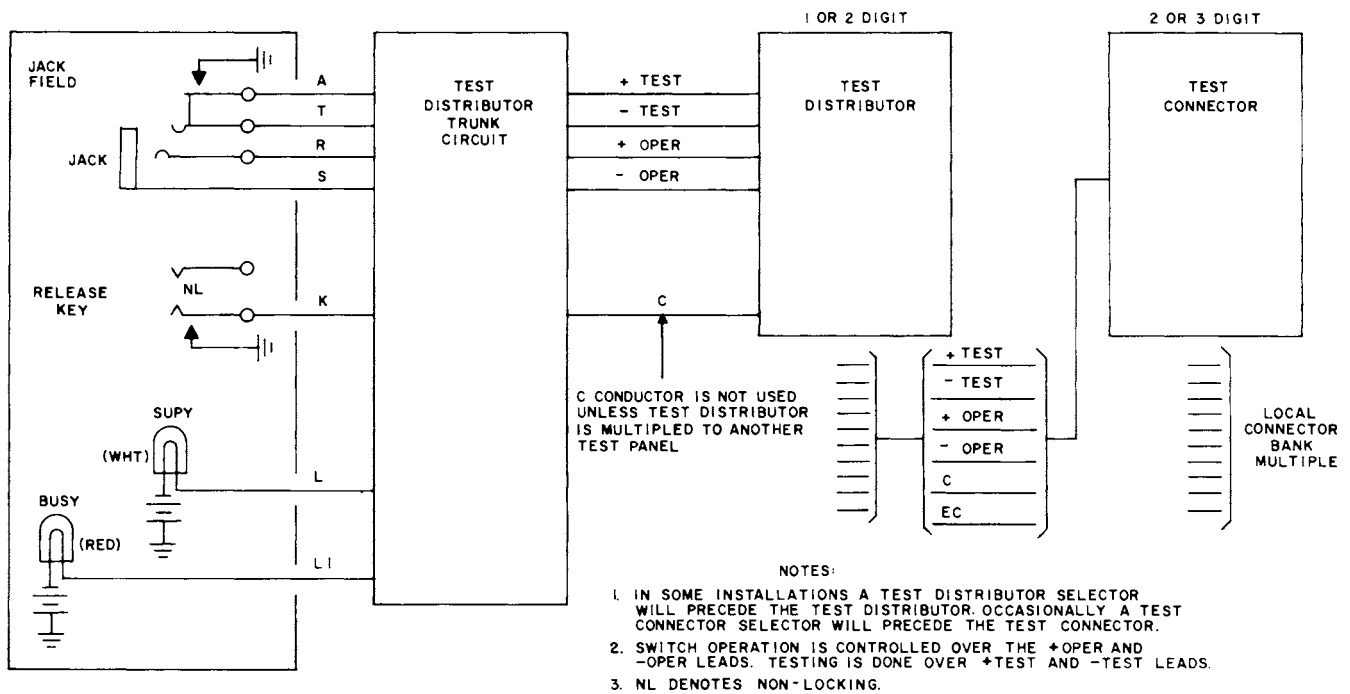 1 OR 2 DIGIT
2 OR 3 DIGIT
JACK
FIELD
A
T
R
S
JACK
TEST
DISTRIBUTOR
TRUNK
CIRCUIT
+ TEST
- TEST
+ OPER
- OPER
TEST
DISTRIBUTOR
TEST
CONNECTOR
RELEASE
KEY
NL
K
C
C CONDUCTOR IS NOT USED
UNLESS TEST DISTRIBUTOR
IS MULTIPLED TO ANOTHER
TEST PANEL
+ TEST
- TEST
+ OPER
- OPER
C
EC
LOCAL
CONNECTOR
BANK
MULTIPLE
SUPY
(WHT)
L
BUSY
(RED)
L1
NOTES:
1. IN SOME INSTALLATIONS A TEST DISTRIBUTOR SELECTOR
WILL PRECEDE THE TEST DISTRIBUTOR. OCCASIONALLY A TEST
CONNECTOR SELECTOR WILL PRECEDE THE TEST CONNECTOR.
2. SWITCH OPERATION IS CONTROLLED OVER THE +OPER AND
-OPER LEADS. TESTING IS DONE OVER +TEST AND -TEST LEADS.
3. NL DENOTES NON-LOCKING.